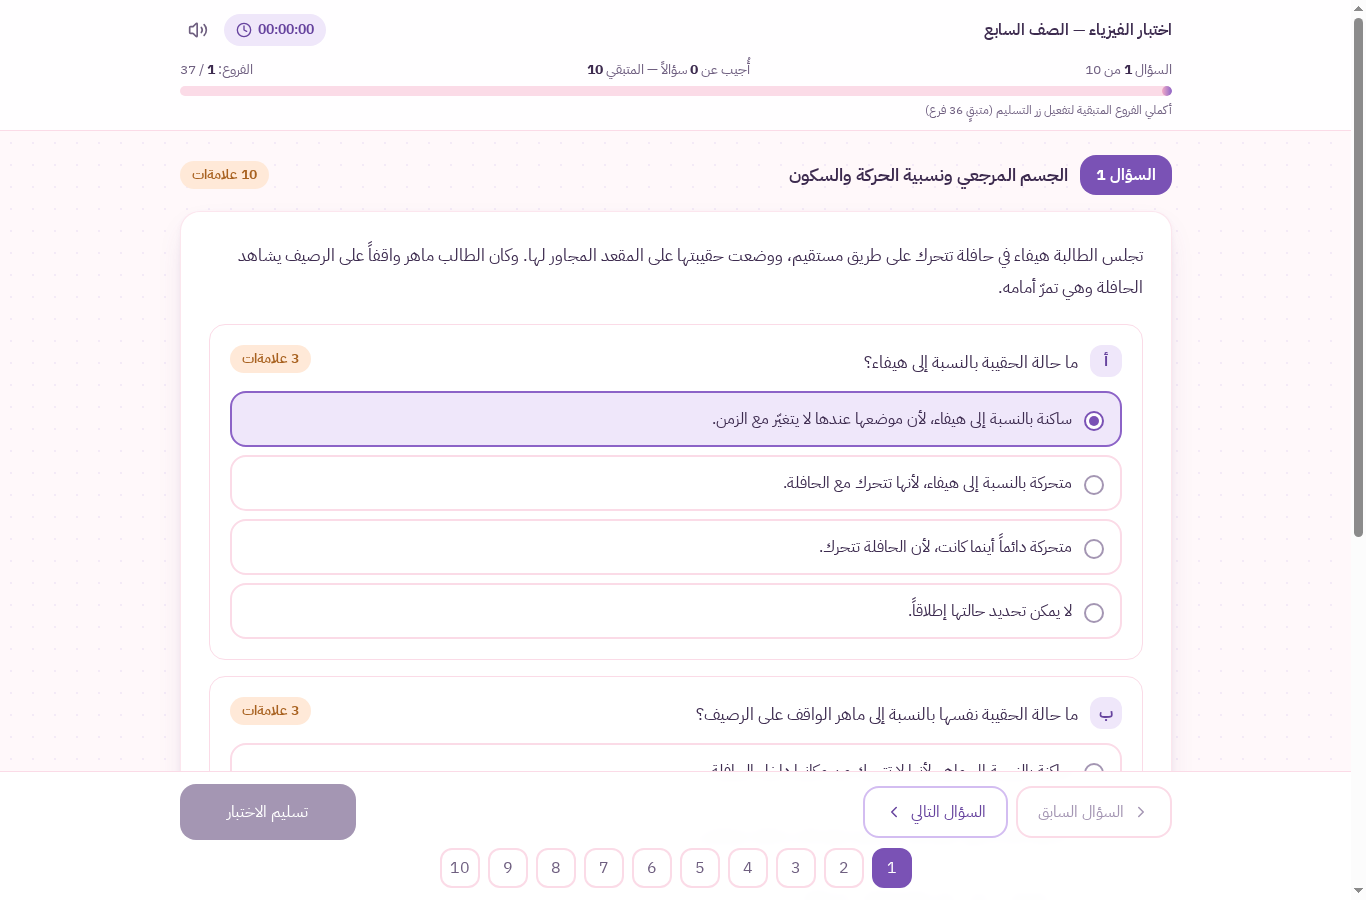 اختبار الفيزياء — الصف السابع
00:00:00
السؤال 1 من 10
أُجيب عن 0 سؤالاً — المتبقي 10
الفروع: 1 / 37
أكملي الفروع المتبقية لتفعيل زر التسليم (متبقٍ 36 فرع)
السؤال 1
الجسم المرجعي ونسبية الحركة والسكون
10 علامةات
تجلس الطالبة هيفاء في حافلة تتحرك على طريق مستقيم، ووضعت حقيبتها على المقعد المجاور لها. وكان الطالب ماهر واقفاً على الرصيف يشاهد
الحافلة وهي تمرّ أمامه.
أ
ما حالة الحقيبة بالنسبة إلى هيفاء؟
3 علامةات
ساكنة بالنسبة إلى هيفاء، لأن موضعها عندها لا يتغيّر مع الزمن.
متحركة بالنسبة إلى هيفاء، لأنها تتحرك مع الحافلة.
متحركة دائماً أينما كانت، لأن الحافلة تتحرك.
لا يمكن تحديد حالتها إطلاقاً.
ب
ما حالة الحقيبة نفسها بالنسبة إلى ماهر الواقف على الرصيف؟
3 علامةات
السؤال السابق
السؤال التالي
تسليم الاختبار
1
2
3
4
5
6
7
8
9
10